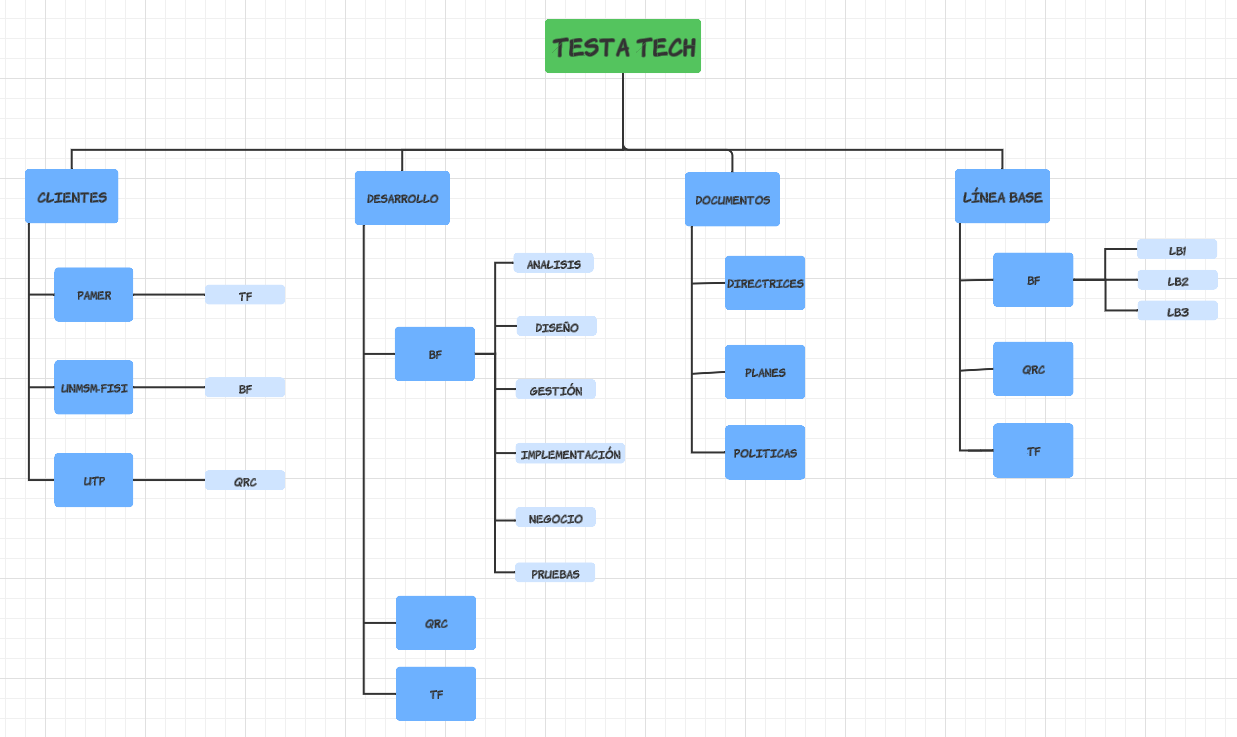 TESTA TECH
CLIENTES
PAMER
TF
UNMSM-FISI
BF
UTP
QRC
DESARROLLO
BF
ANALISIS
DISEÑO
GESTIÓN
IMPLEMENTACIÓN
NEGOCIO
PRUEBAS
QRC
TF
DOCUMENTOS
DIRECTRICES
PLANES
POLITICAS
LÍNEA BASE
BF
LB1
LB2
LB3
QRC
TF